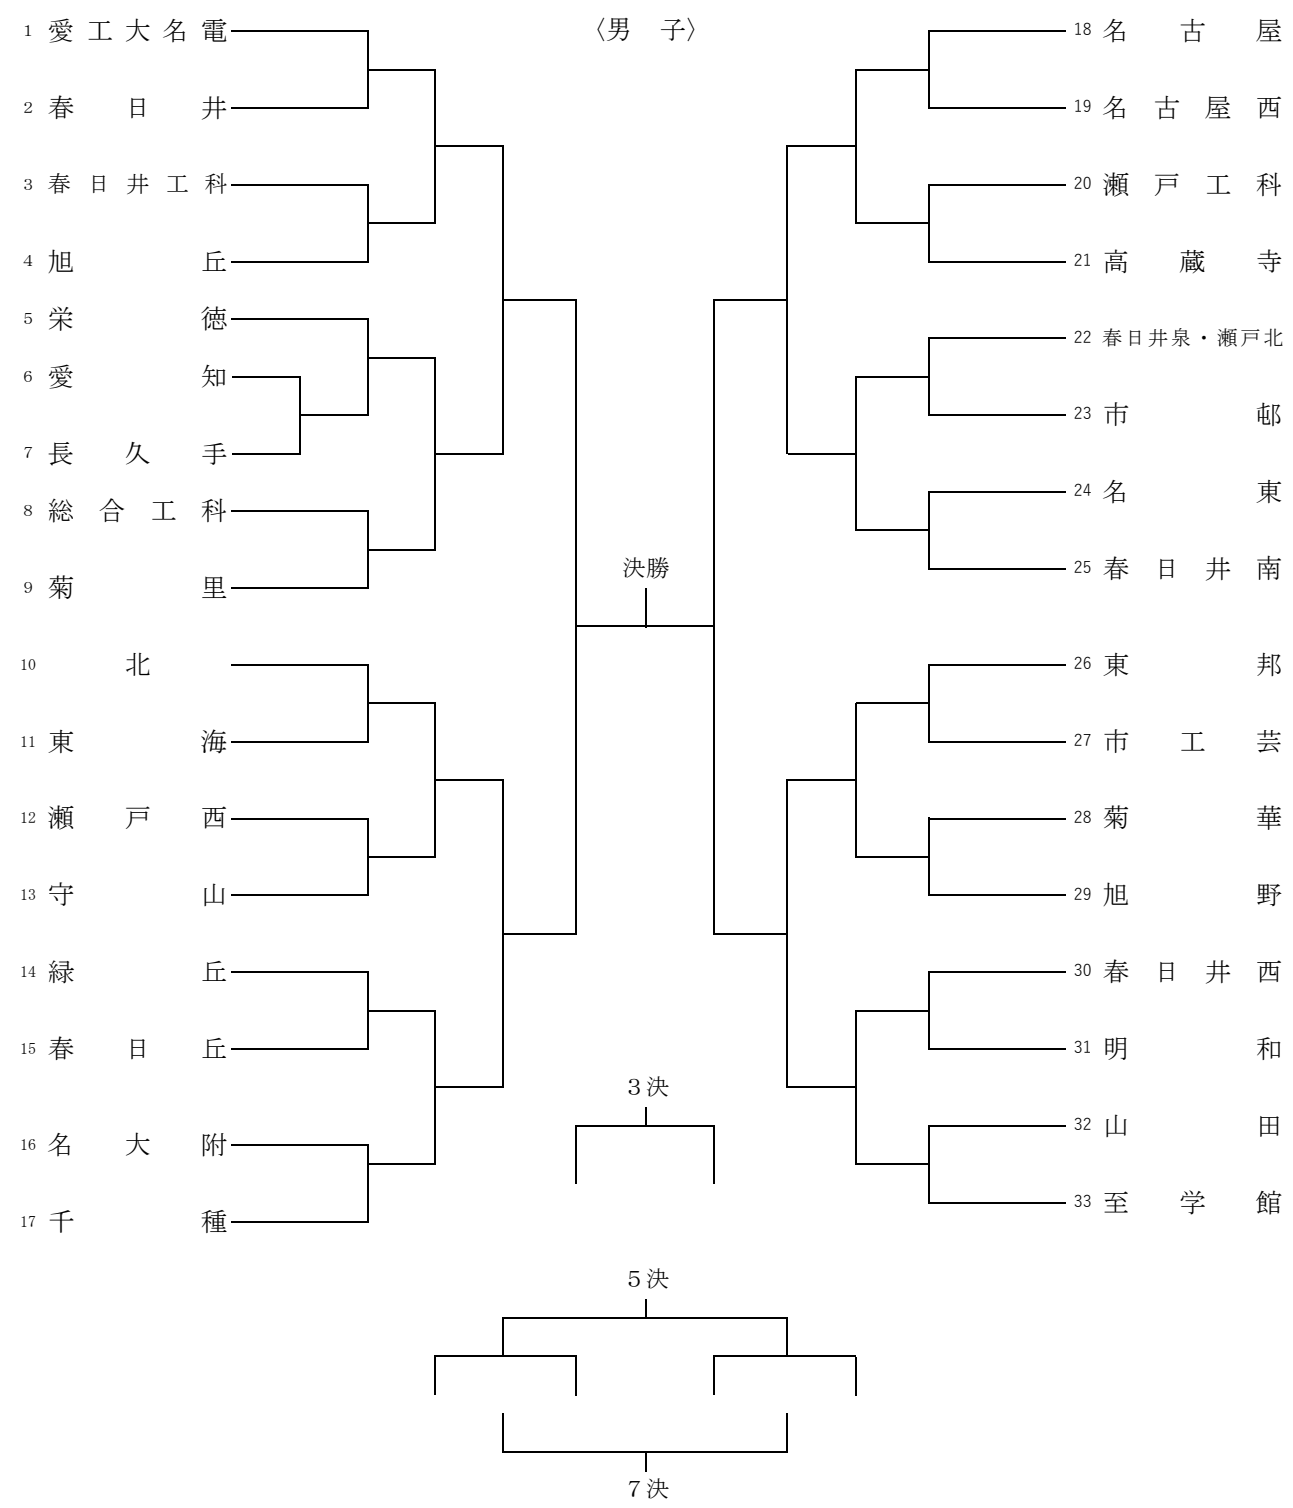 〈男　子〉
1 愛工大名電
2 春日井
3 春日井工科
4 旭丘
5 栄徳
6 愛知
7 長久手
8 総合工科
9 菊里
10 北
11 東海
12 瀬戸西
13 守山
14 緑丘
15 春日丘
16 名大附
17 千種
18 名古屋
19 名古屋西
20 瀬戸工科
21 高蔵寺
22 春日井泉・瀬戸北
23 市邨
24 名東
25 春日井南
26 東邦
27 市工芸
28 菊華
29 旭野
30 春日井西
31 明和
32 山田
33 至学館
決勝
３決
５決
７決